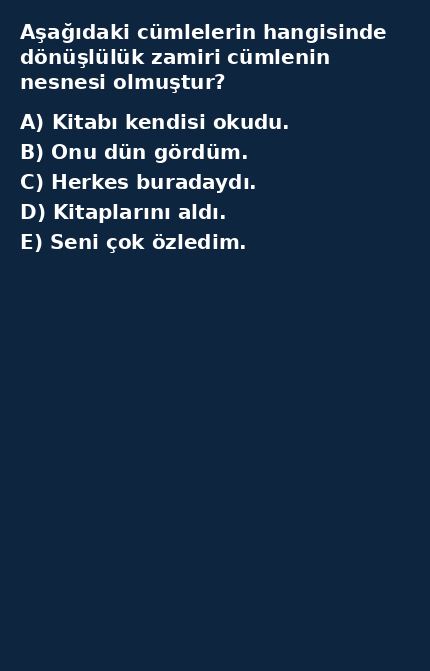 Aşağıdaki cümlelerin hangisinde
dönüşlülük zamiri cümlenin
nesnesi olmuştur?
A) Kitabı kendisi okudu.
B) Onu dün gördüm.
C) Herkes buradaydı.
D) Kitaplarını aldı.
E) Seni çok özledim.